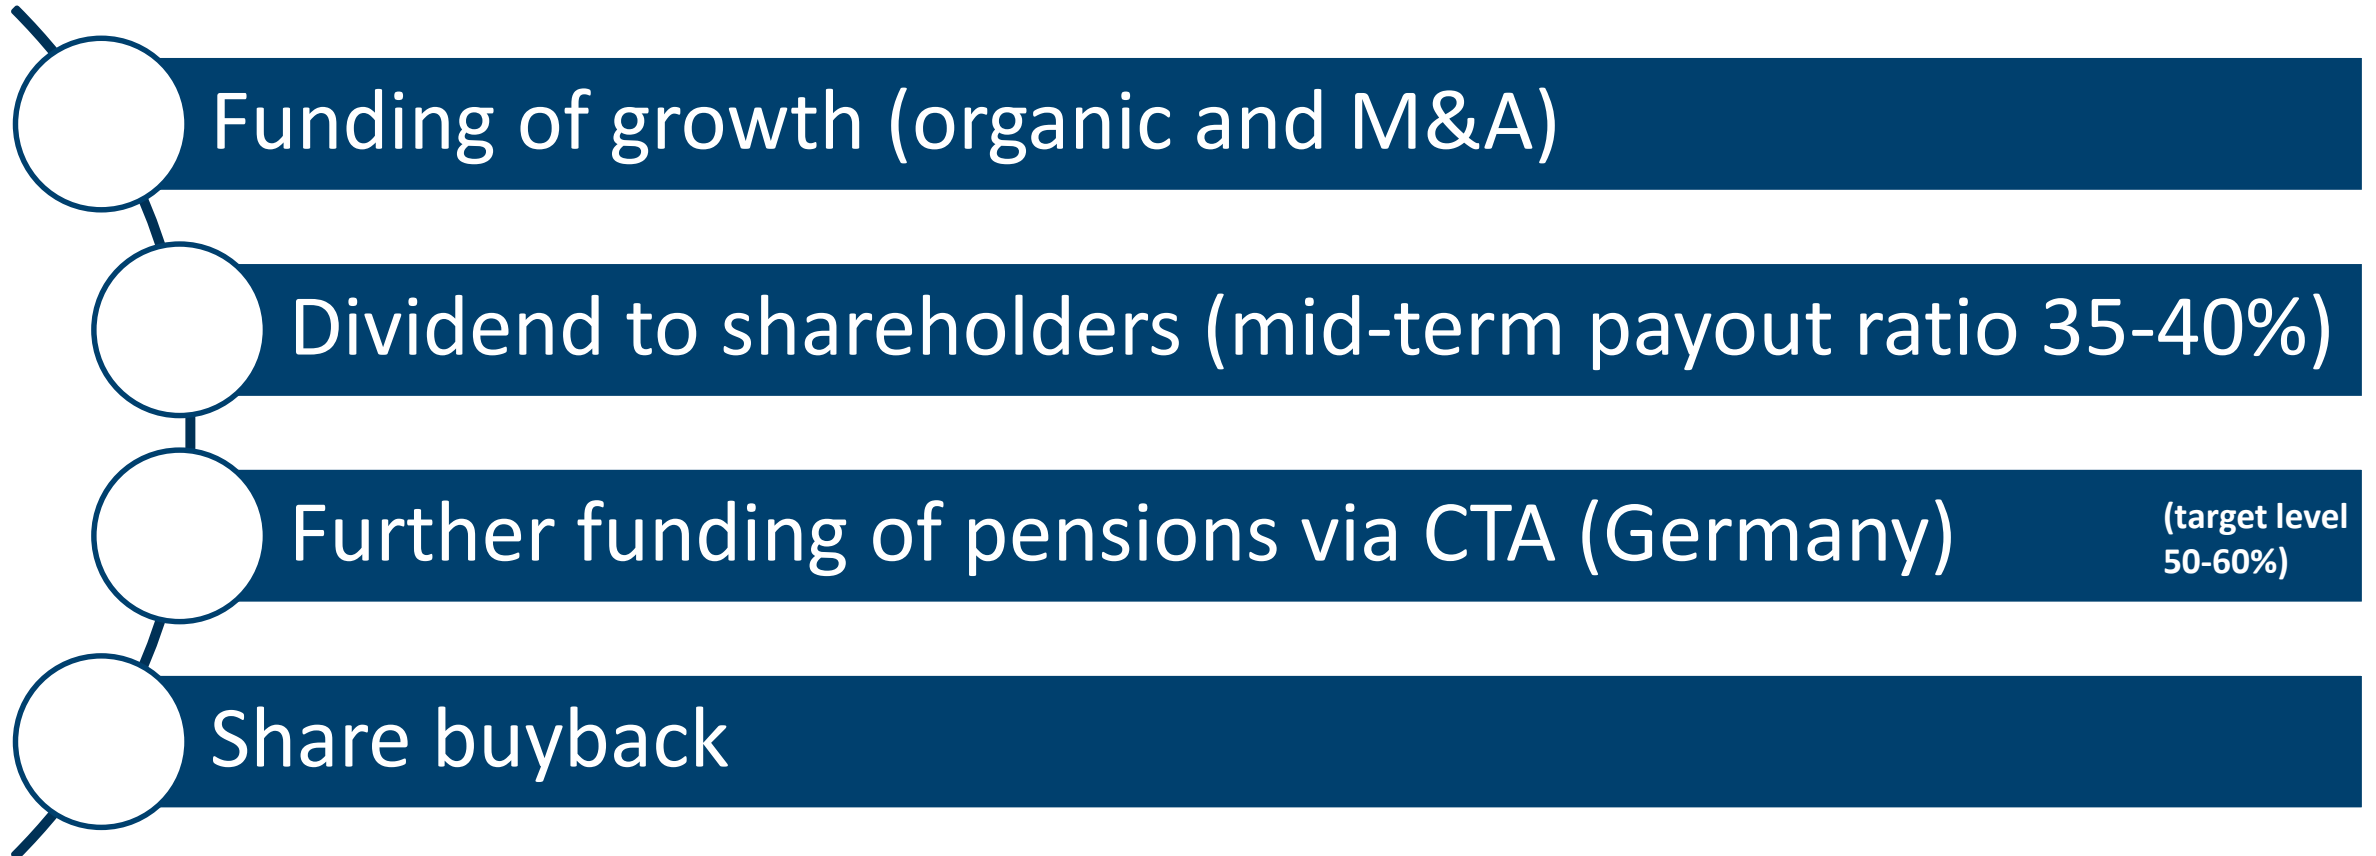 Funding of growth (organic and M&A)
Dividend to shareholders (mid-term payout ratio 35-40%)
Further funding of pensions via CTA (Germany)
(target level
50-60%)
Share buyback